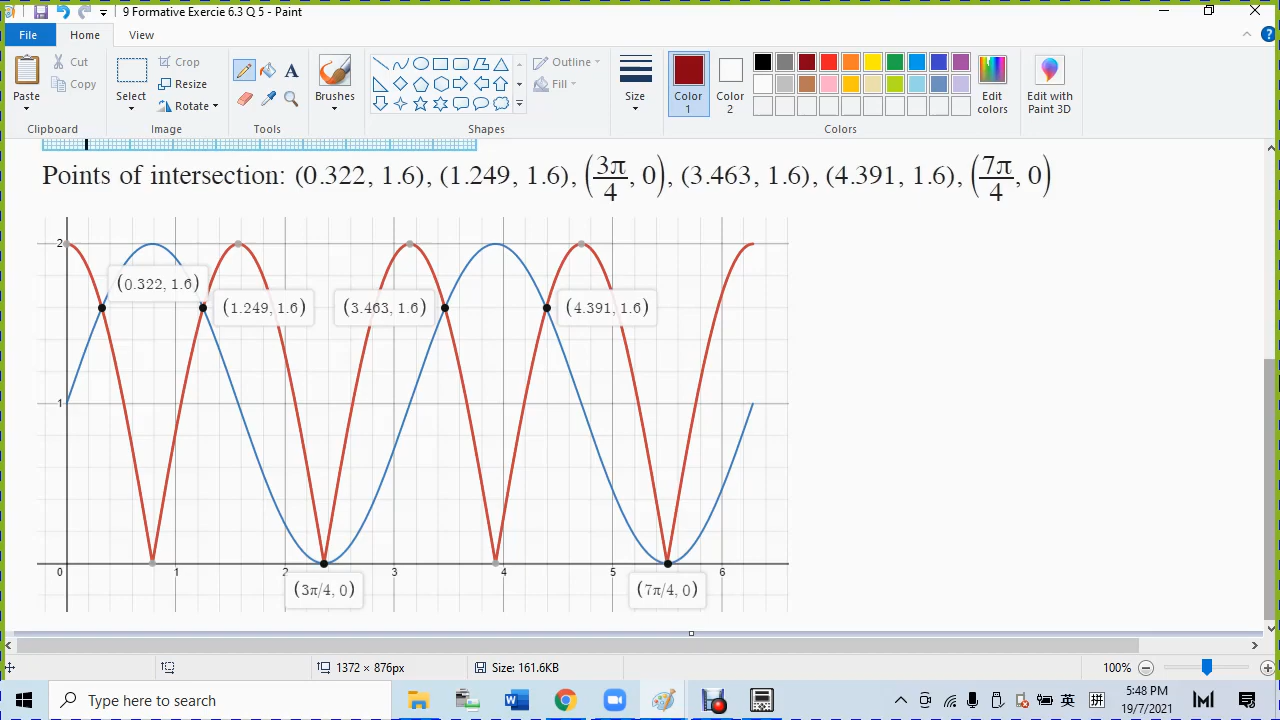 9 Formative Exercie 6.3 Q 5 - Paint
File Home View
Paste Cut Copy Clipboard
Select Crop Resize Rotate Image
A Tools
Brushes
Outline Fill Shapes
Size
Color 1 Color 2 Edit colors Colors
Edit with Paint 3D
Points of intersection: (0.322, 1.6), (1.249, 1.6), (3π/4, 0), (3.463, 1.6), (4.391, 1.6), (7π/4, 0)
2
(0.322, 1.6)
(1.249, 1.6) (3.463, 1.6) (4.391, 1.6)
1
0 1 2 3 4 5 6
(3π/4, 0) (7π/4, 0)
1372 × 876px Size: 161.6KB 100%
Type here to search
英 拼 5:48 PM
19/7/2021